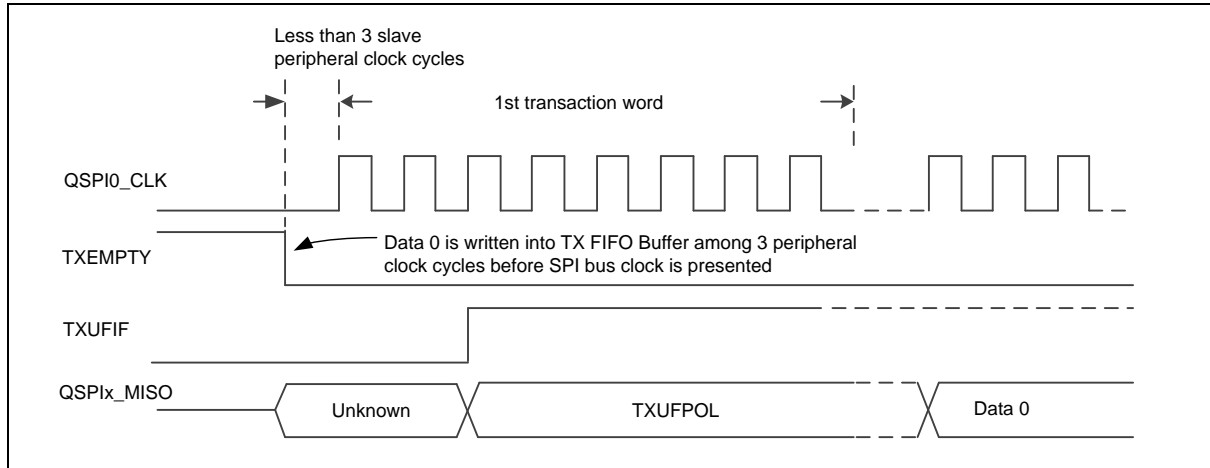 Less than 3 slave
peripheral clock cycles
1st transaction word
QSPI0_CLK
TXEMPTY
Data 0 is written into TX FIFO Buffer among 3 peripheral
clock cycles before SPI bus clock is presented
TXUFIF
QSPIx_MISO
Unknown
TXUFPOL
Data 0